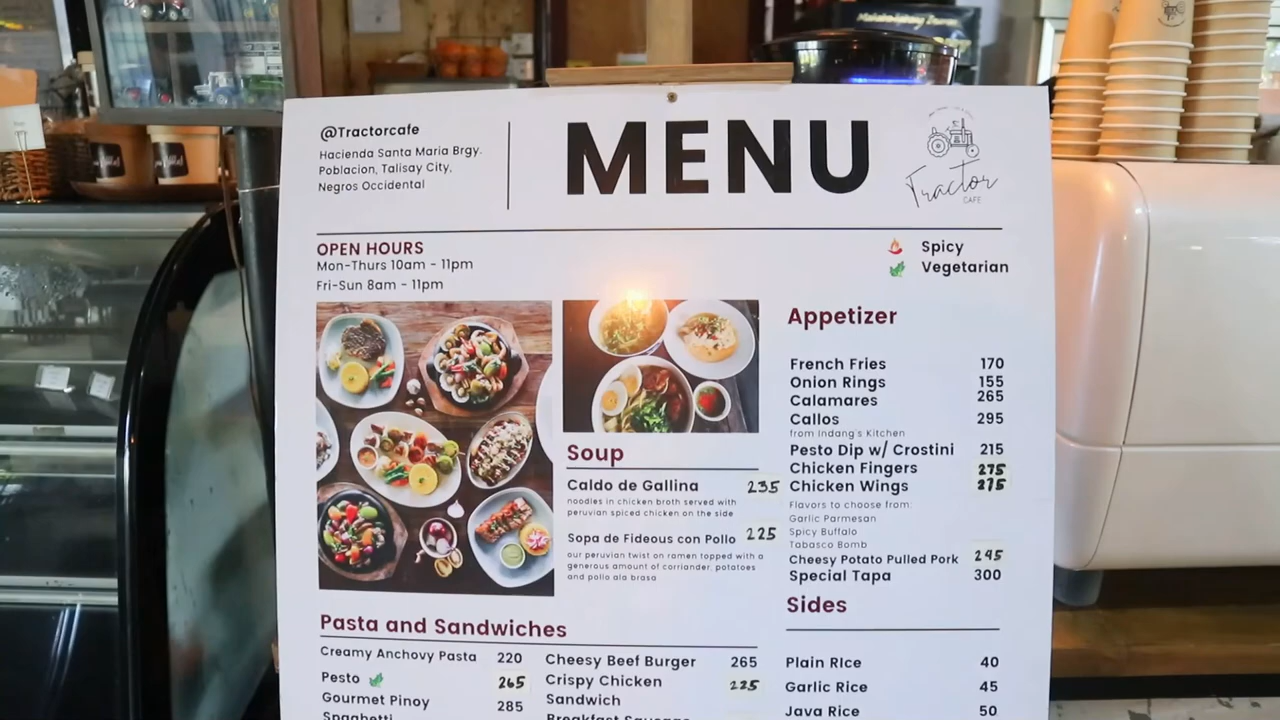 @Tractorcafe
Hacienda Santa Maria Brgy.
Poblacion, Talisay City,
Negros Occidental
MENU
Tractor
CAFE
OPEN HOURS
Mon-Thurs 10am - 11pm
Fri-Sun 8am - 11pm
Spicy
Vegetarian
Soup
Caldo de Gallina 235
noodles in chicken broth served with
peruvian spiced chicken on the side
Sopa de Fideous con Pollo 225
our peruvian twist on ramen topped with a
generous amount of corriander, potatoes
and pollo ala brasa
Appetizer
French Fries 170
Onion Rings 155
Calamares 265
Callos 295
from Indang's Kitchen
Pesto Dip w/ Crostini 215
Chicken Fingers 275
Chicken Wings 275
Flavors to choose from:
Garlic Parmesan
Spicy Buffalo
Tabasco Bomb
Cheesy Potato Pulled Pork 245
Special Tapa 300
Sides
Plain RIce 40
Garlic Rice 45
Java Rice 50
Pasta and Sandwiches
Creamy Anchovy Pasta 220
Pesto 265
Gourmet Pinoy 285
Spaghetti
Cheesy Beef Burger 265
Crispy Chicken 225
Sandwich
Breakfast Sausage